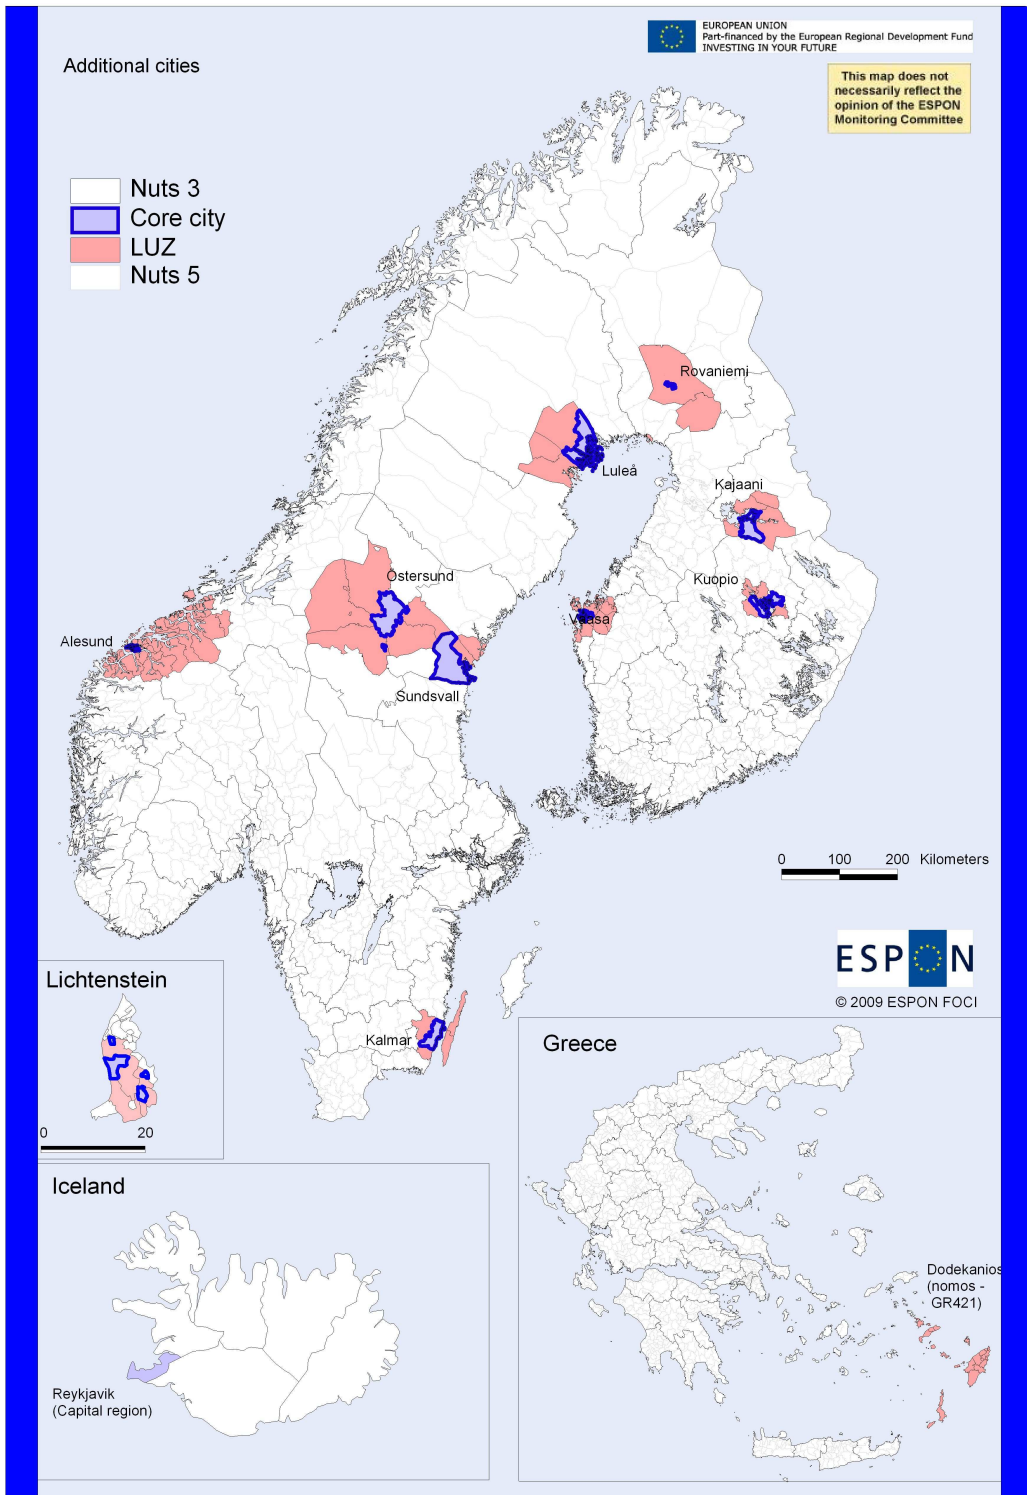 EUROPEAN UNION
Part-financed by the European Regional Development Fund
INVESTING IN YOUR FUTURE
Additional cities
This map does not
necessarily reflect the
opinion of the ESPON
Monitoring Committee
Nuts 3
Core city
LUZ
Nuts 5
Rovaniemi
Luleå
Kajaani
Östersund
Kuopio
Vaasa
Alesund
Sundsvall
0 100 200 Kilometers
ESPON
© 2009 ESPON FOCI
Lichtenstein
Kalmar
0 20
Greece
Iceland
Dodekanios
(nomos -
GR421)
Reykjavik
(Capital region)